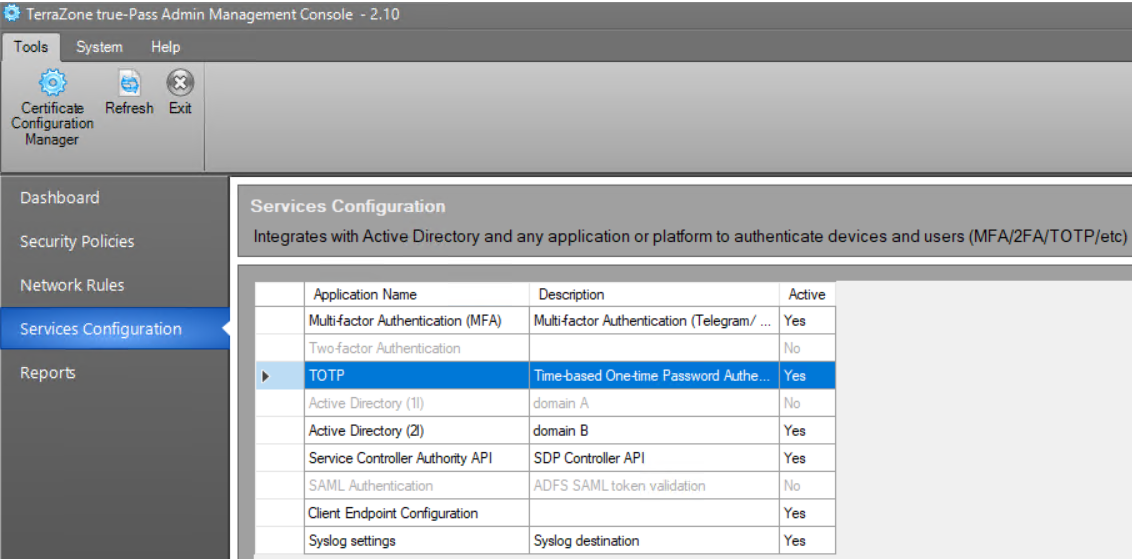 TerraZone true-Pass Admin Management Console - 2.10
Tools System Help
Certificate Configuration Manager Refresh Exit
Dashboard
Security Policies
Network Rules
Services Configuration
Reports
Services Configuration
Integrates with Active Directory and any application or platform to authenticate devices and users (MFA/2FA/TOTP/etc)
Application Name Description Active
Multi-factor Authentication (MFA) Multi-factor Authentication (Telegram/ ... Yes
Two-factor Authentication No
TOTP Time-based One-time Password Authe... Yes
Active Directory (1l) domain A No
Active Directory (2l) domain B Yes
Service Controller Authority API SDP Controller API Yes
SAML Authentication ADFS SAML token validation No
Client Endpoint Configuration Yes
Syslog settings Syslog destination Yes